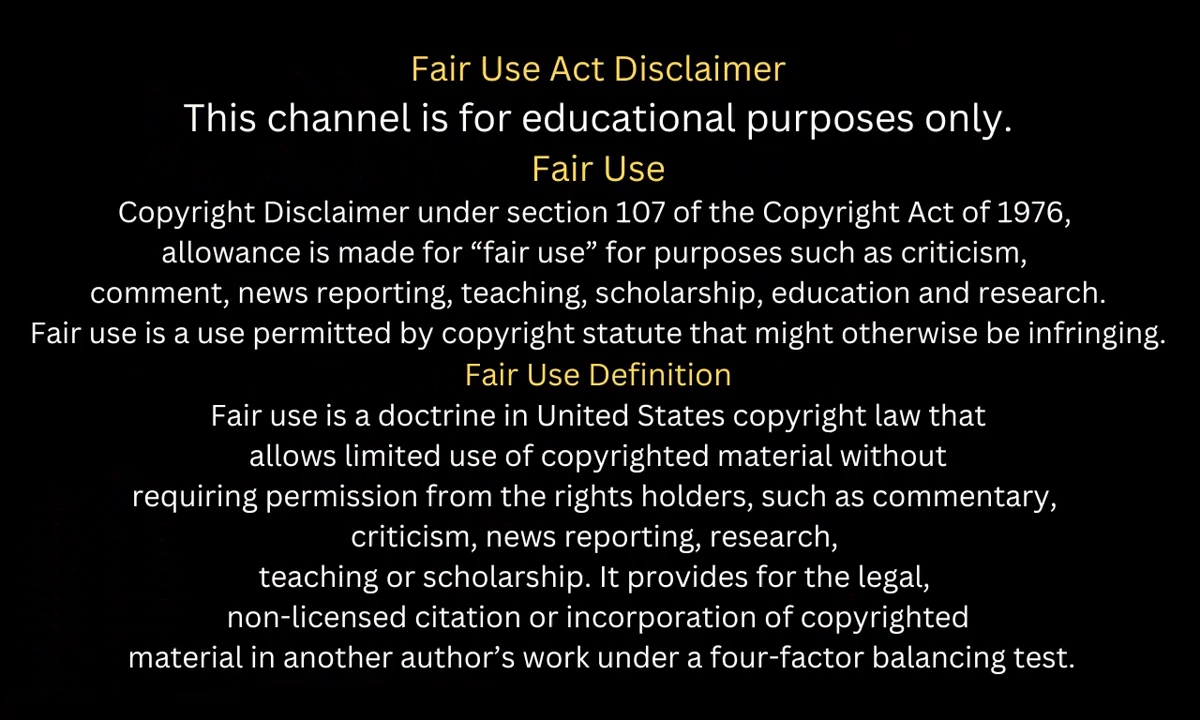 Fair Use Act Disclaimer
This channel is for educational purposes only.
Fair Use
Copyright Disclaimer under section 107 of the Copyright Act of 1976,
allowance is made for “fair use” for purposes such as criticism,
comment, news reporting, teaching, scholarship, education and research.
Fair use is a use permitted by copyright statute that might otherwise be infringing.
Fair Use Definition
Fair use is a doctrine in United States copyright law that
allows limited use of copyrighted material without
requiring permission from the rights holders, such as commentary,
criticism, news reporting, research,
teaching or scholarship. It provides for the legal,
non-licensed citation or incorporation of copyrighted
material in another author’s work under a four-factor balancing test.